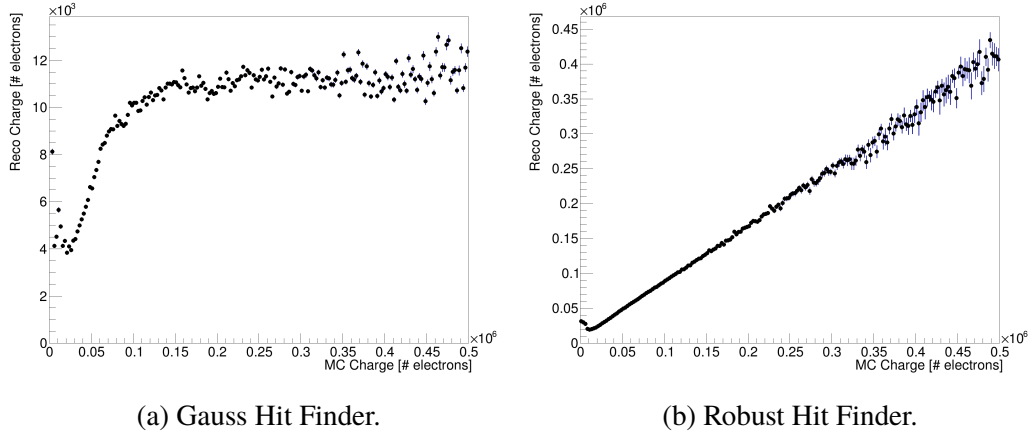 ×10³
Reco Charge [# electrons]
12
10
8
6
4
2
0
0 0.05 0.1 0.15 0.2 0.25 0.3 0.35 0.4 0.45 0.5
×10⁶
MC Charge [# electrons]
(a) Gauss Hit Finder.
×10⁶
Reco Charge [# electrons]
0.45
0.4
0.35
0.3
0.25
0.2
0.15
0.1
0.05
0
0 0.05 0.1 0.15 0.2 0.25 0.3 0.35 0.4 0.45 0.5
×10⁶
MC Charge [# electrons]
(b) Robust Hit Finder.